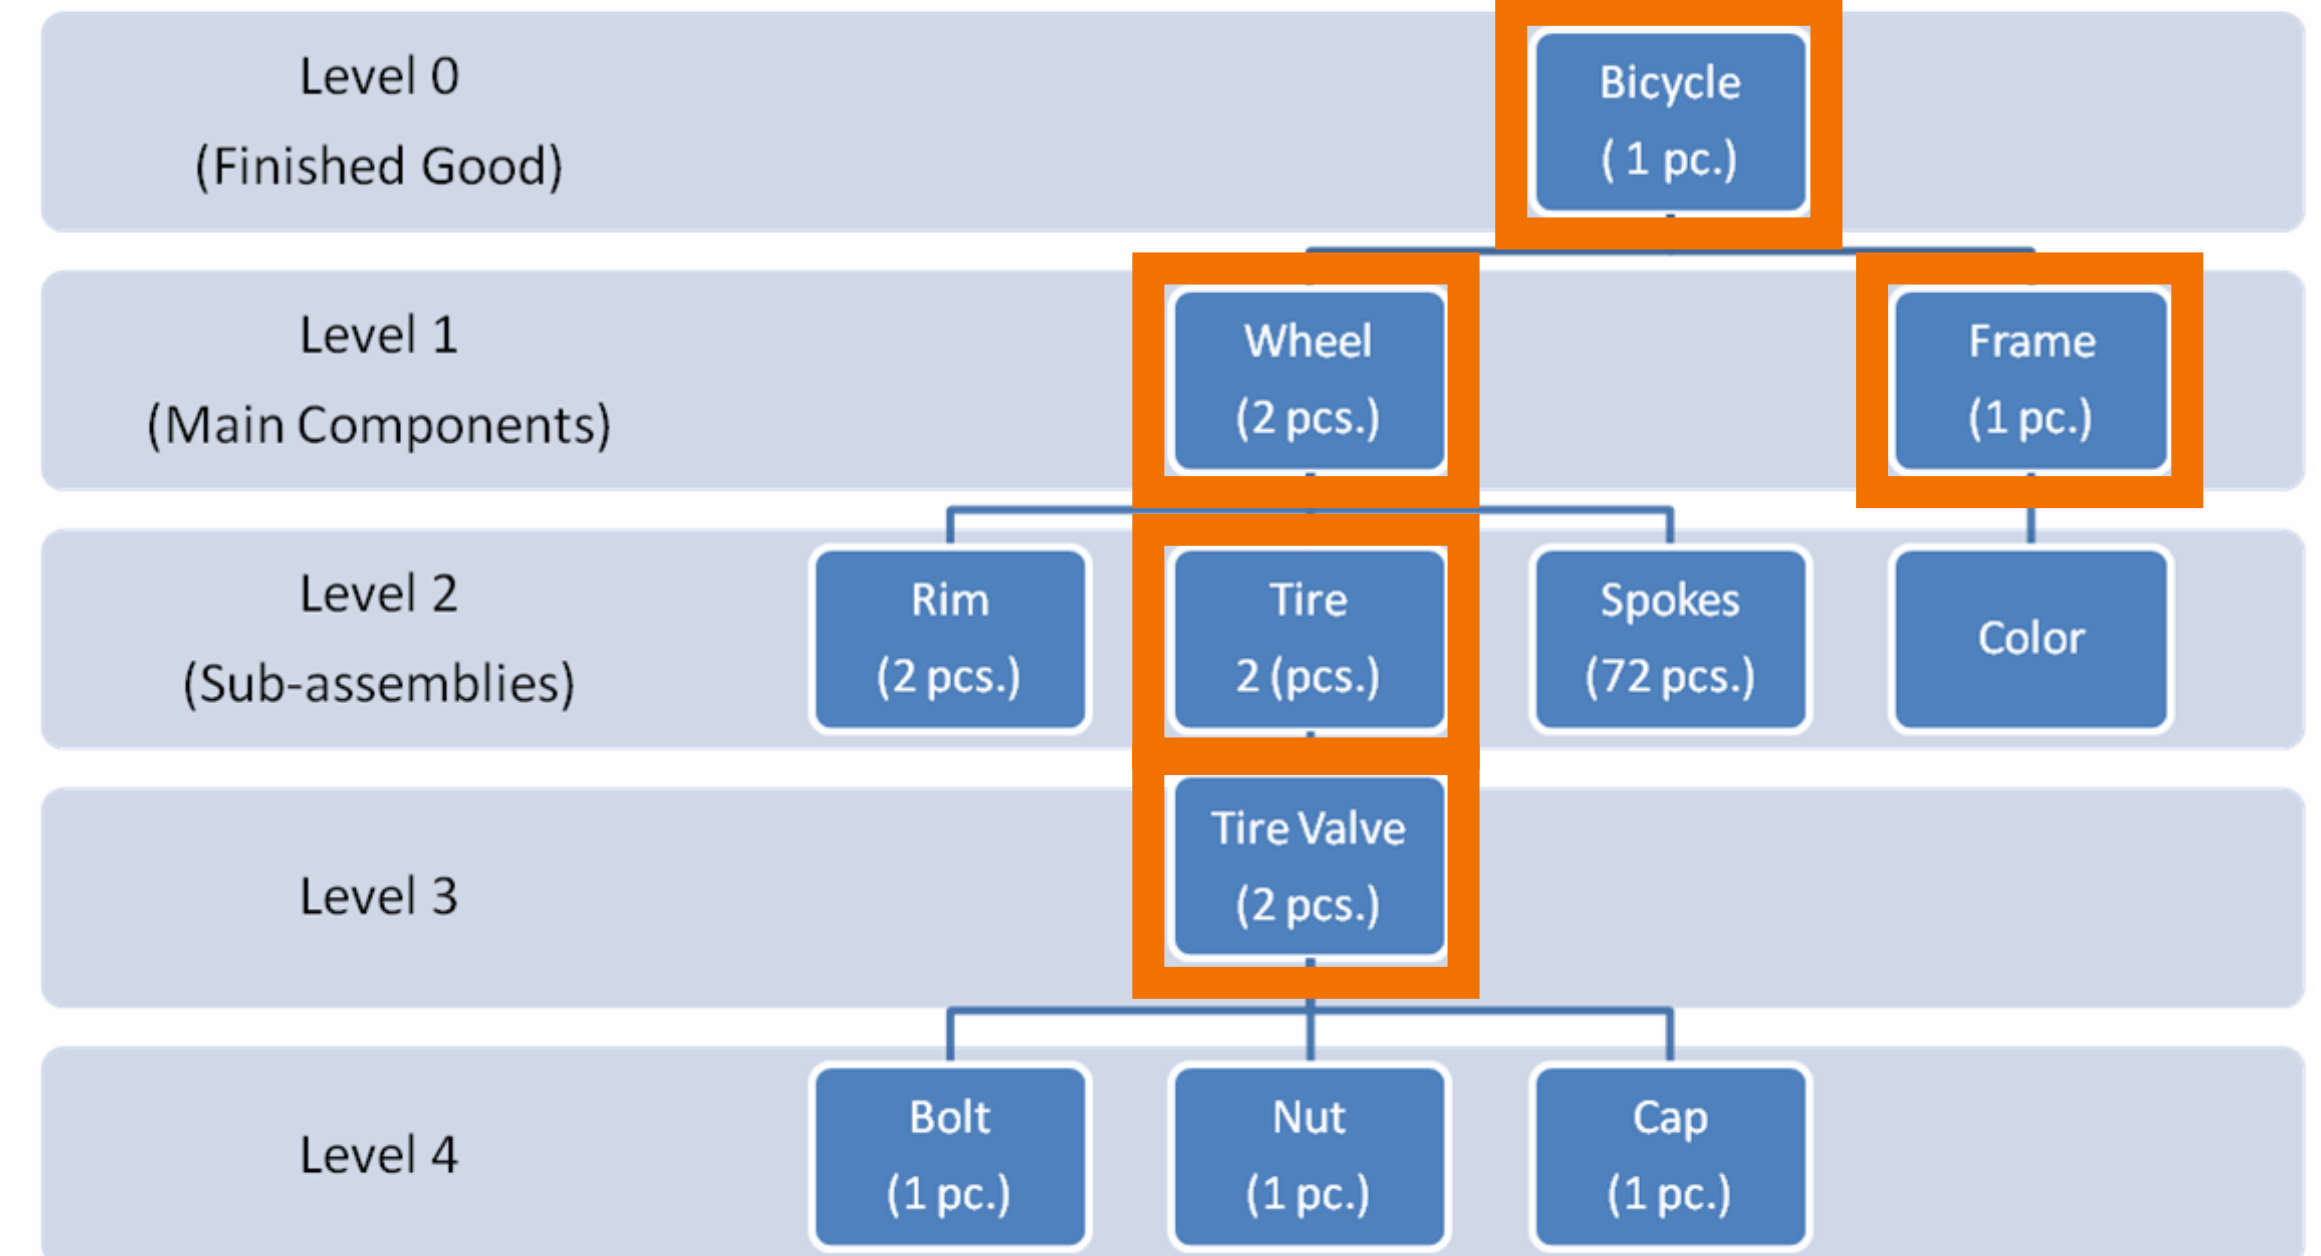 Level 0
(Finished Good)
Bicycle
( 1 pc.)
Level 1
(Main Components)
Wheel
(2 pcs.)
Frame
(1 pc.)
Level 2
(Sub-assemblies)
Rim
(2 pcs.)
Tire
2 (pcs.)
Spokes
(72 pcs.)
Color
Level 3
Tire Valve
(2 pcs.)
Level 4
Bolt
(1 pc.)
Nut
(1 pc.)
Cap
(1 pc.)